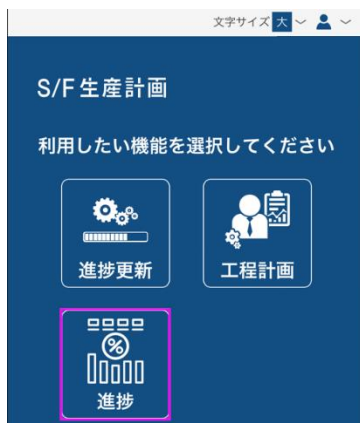 文字サイズ 大
S/F生産計画
利用したい機能を選択してください
進捗更新 工程計画
%
進捗